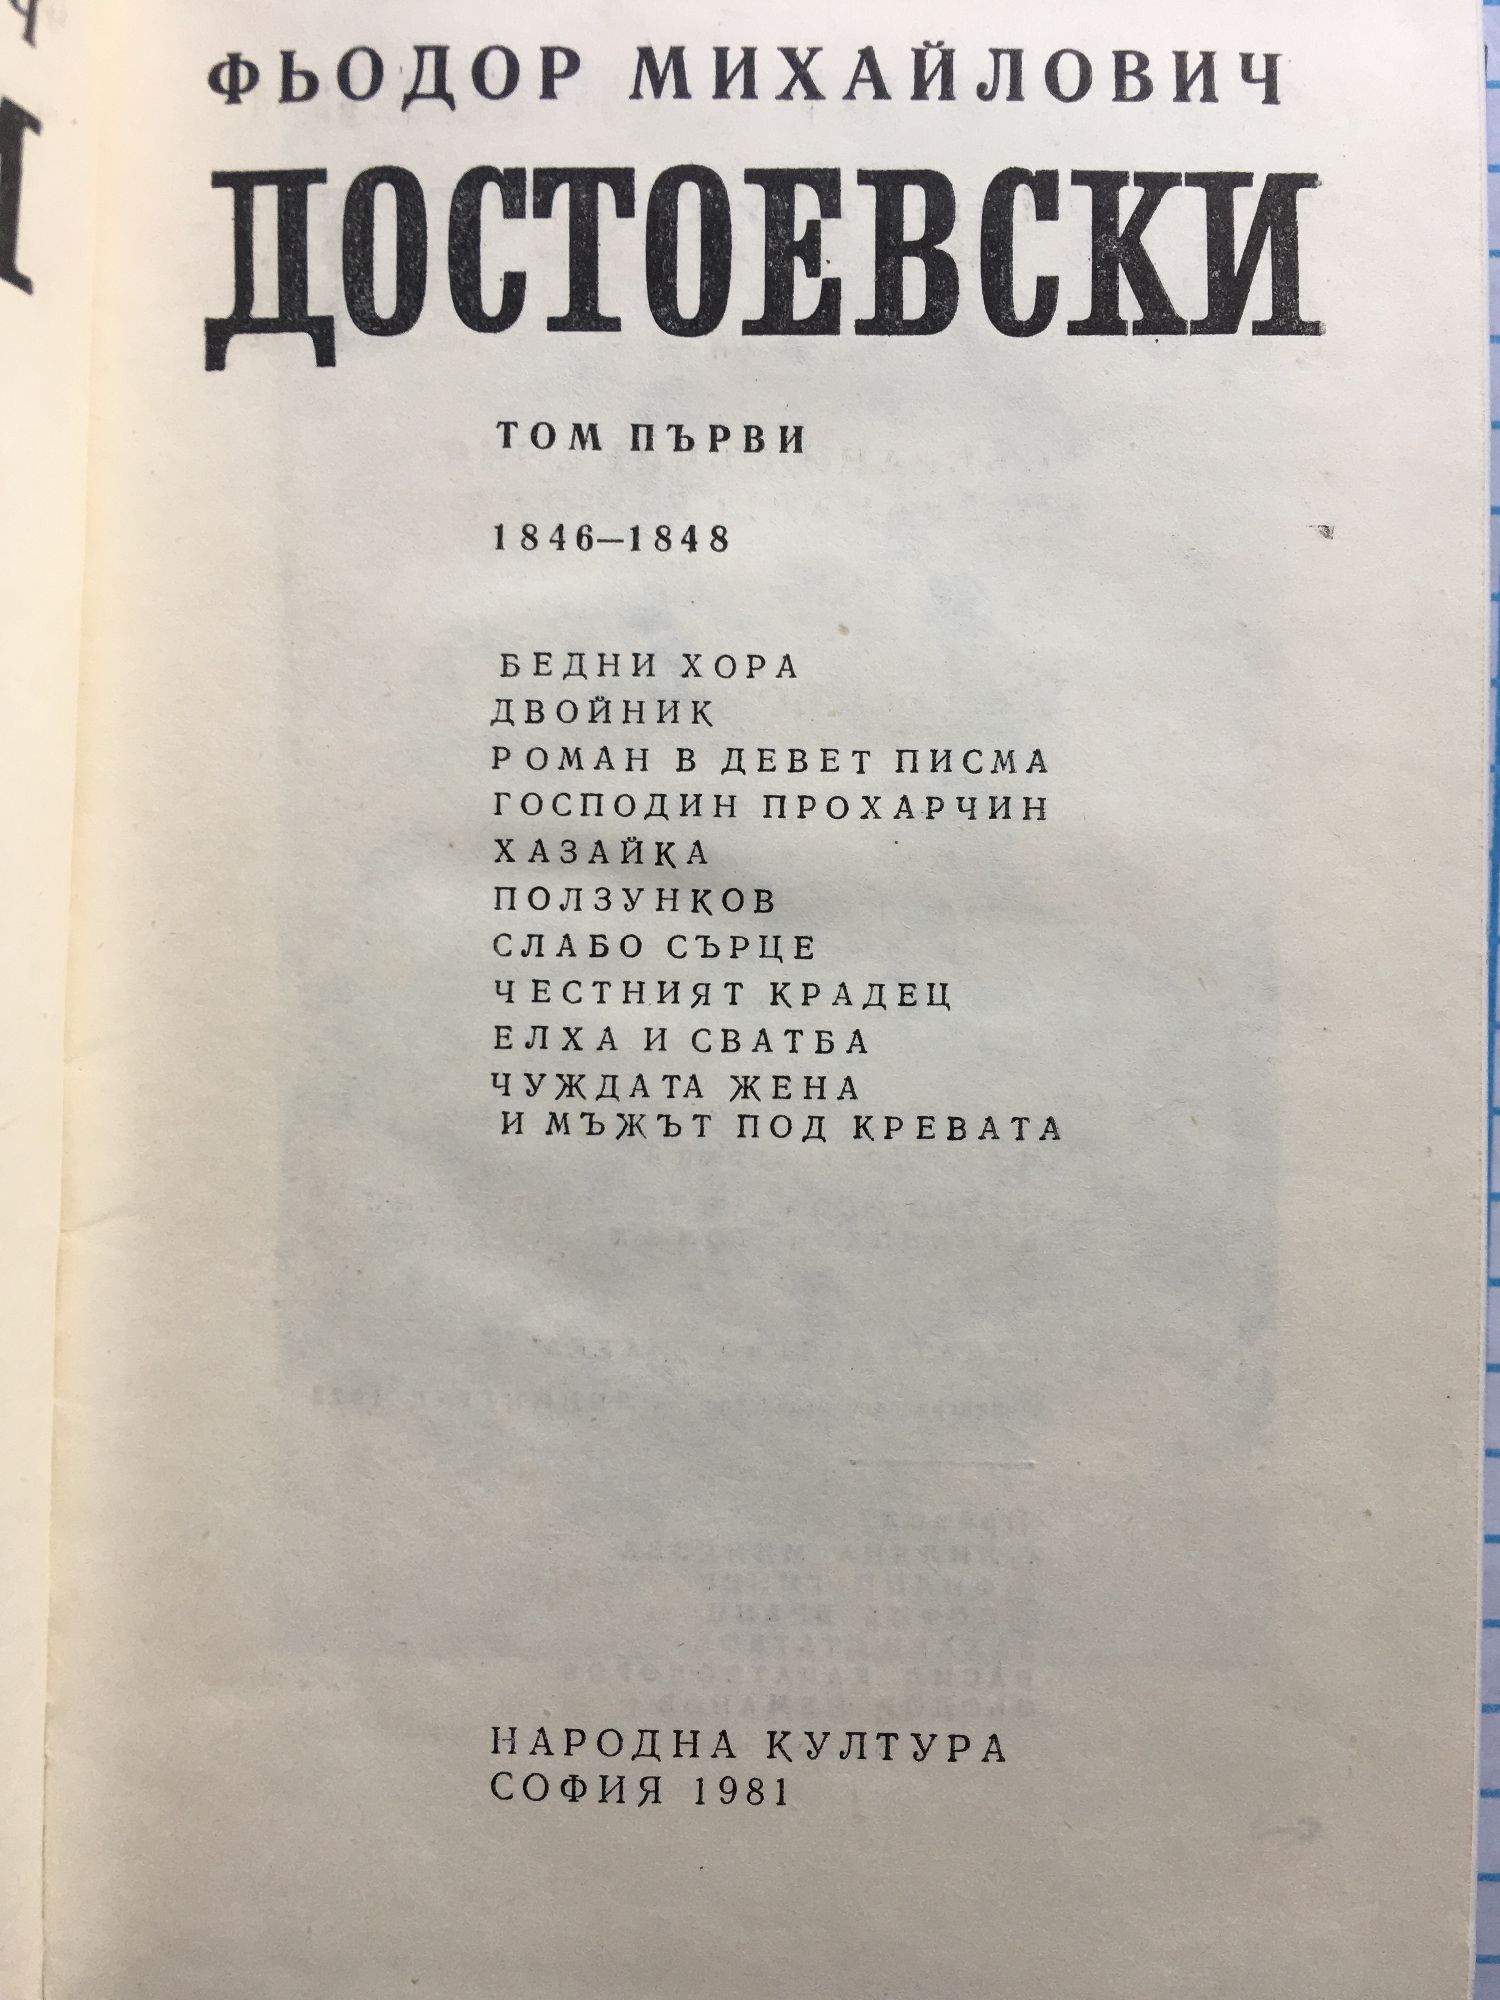 ФЬОДОР МИХАЙЛОВИЧ
ДОСТОЕВСКИ
ТОМ ПЪРВИ
1846–1848
БЕДНИ ХОРА
ДВОЙНИК
РОМАН В ДЕВЕТ ПИСМА
ГОСПОДИН ПРОХАРЧИН
ХАЗАЙКА
ПОЛЗУНКОВ
СЛАБО СЪРЦЕ
ЧЕСТНИЯТ КРАДЕЦ
ЕЛХА И СВАТБА
ЧУЖДАТА ЖЕНА
И МЪЖЪТ ПОД КРЕВАТА
НАРОДНА КУЛТУРА
СОФИЯ 1981